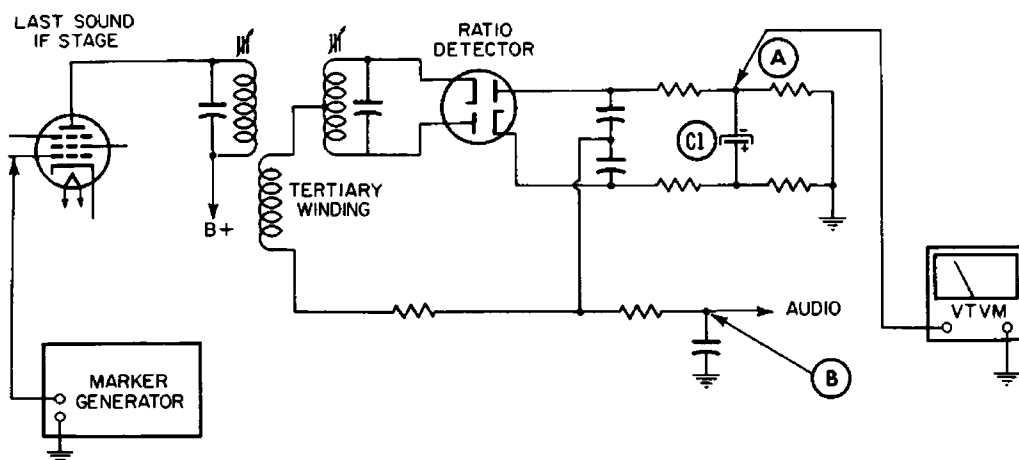 LAST SOUND
IF STAGE
RATIO
DETECTOR
A
C1
-
+
TERTIARY
WINDING
B+
AUDIO
B
VTVM
MARKER
GENERATOR